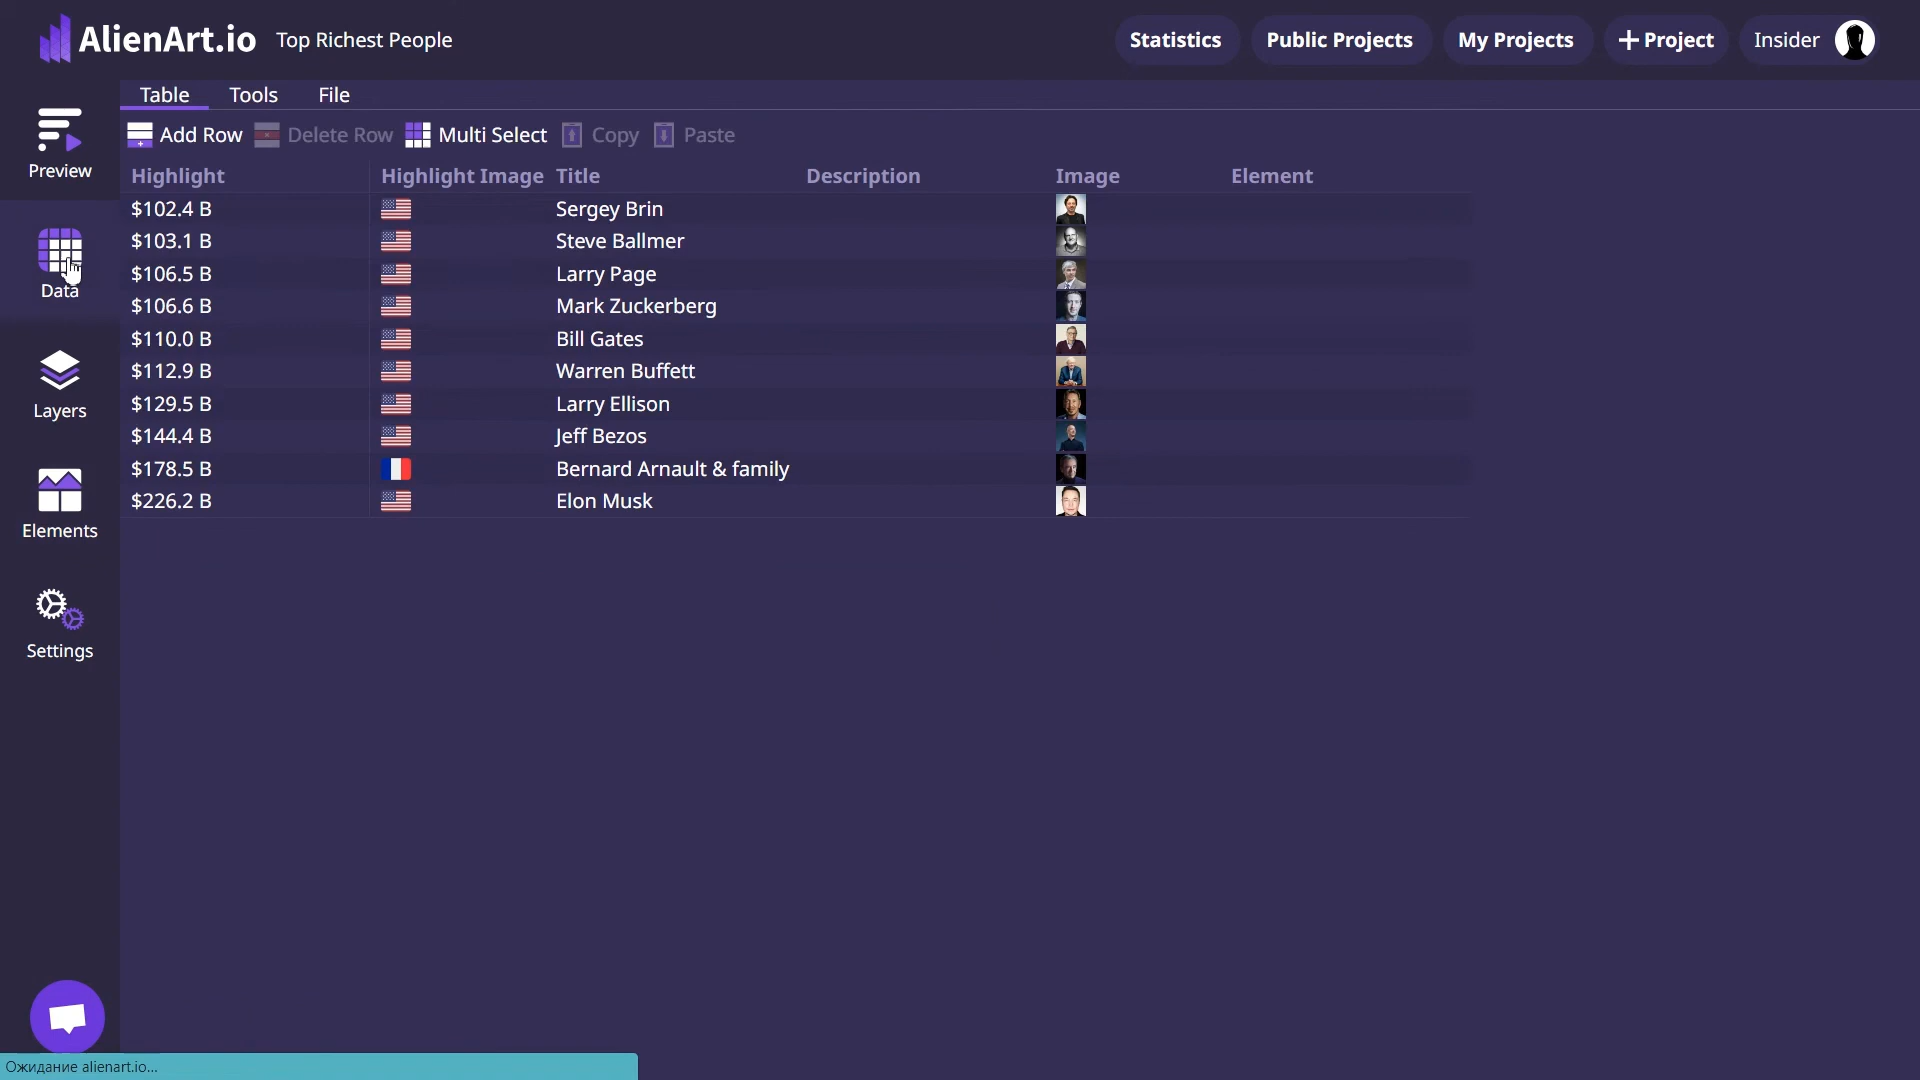 AlienArt.io Top Richest People Statistics Public Projects My Projects + Project Insider
Table Tools File
Add Row Delete Row Multi Select Copy Paste
Highlight Highlight Image Title Description Image Element
$102.4 B Sergey Brin
$103.1 B Steve Ballmer
$106.5 B Larry Page
$106.6 B Mark Zuckerberg
$110.0 B Bill Gates
$112.9 B Warren Buffett
$129.5 B Larry Ellison
$144.4 B Jeff Bezos
$178.5 B Bernard Arnault & family
$226.2 B Elon Musk
Preview
Data
Layers
Elements
Settings
Ожидание alienart.io...